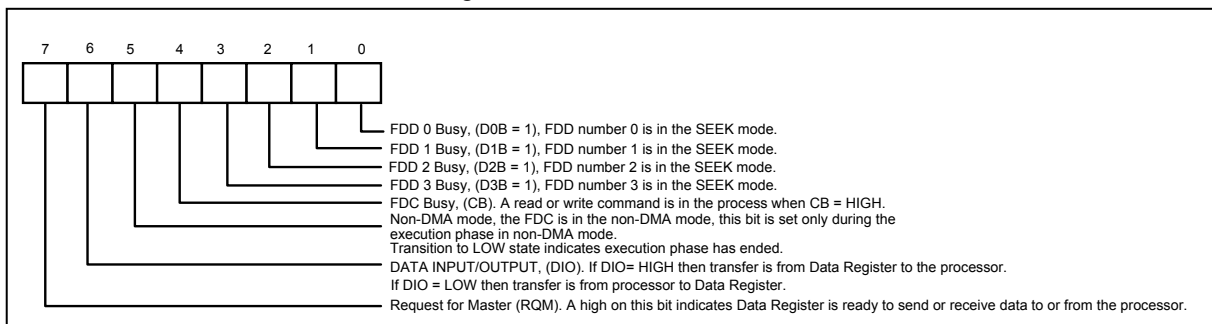 7 6 5 4 3 2 1 0
FDD 0 Busy, (D0B = 1), FDD number 0 is in the SEEK mode.
FDD 1 Busy, (D1B = 1), FDD number 1 is in the SEEK mode.
FDD 2 Busy, (D2B = 1), FDD number 2 is in the SEEK mode.
FDD 3 Busy, (D3B = 1), FDD number 3 is in the SEEK mode.
FDC Busy, (CB). A read or write command is in the process when CB = HIGH.
Non-DMA mode, the FDC is in the non-DMA mode, this bit is set only during the
execution phase in non-DMA mode.
Transition to LOW state indicates execution phase has ended.
DATA INPUT/OUTPUT, (DIO). If DIO= HIGH then transfer is from Data Register to the processor.
If DIO = LOW then transfer is from processor to Data Register.
Request for Master (RQM). A high on this bit indicates Data Register is ready to send or receive data to or from the processor.